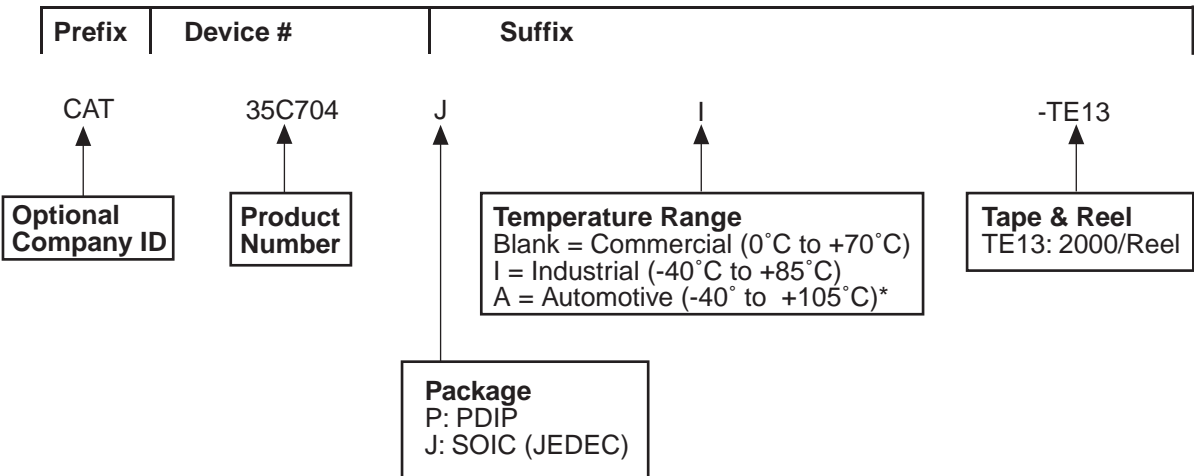 Prefix Device # Suffix
CAT 35C704 J I -TE13
Optional
Company ID
Product
Number
Temperature Range
Blank = Commercial (0˚C to +70˚C)
I = Industrial (-40˚C to +85˚C)
A = Automotive (-40˚ to +105˚C)*
Tape & Reel
TE13: 2000/Reel
Package
P: PDIP
J: SOIC (JEDEC)